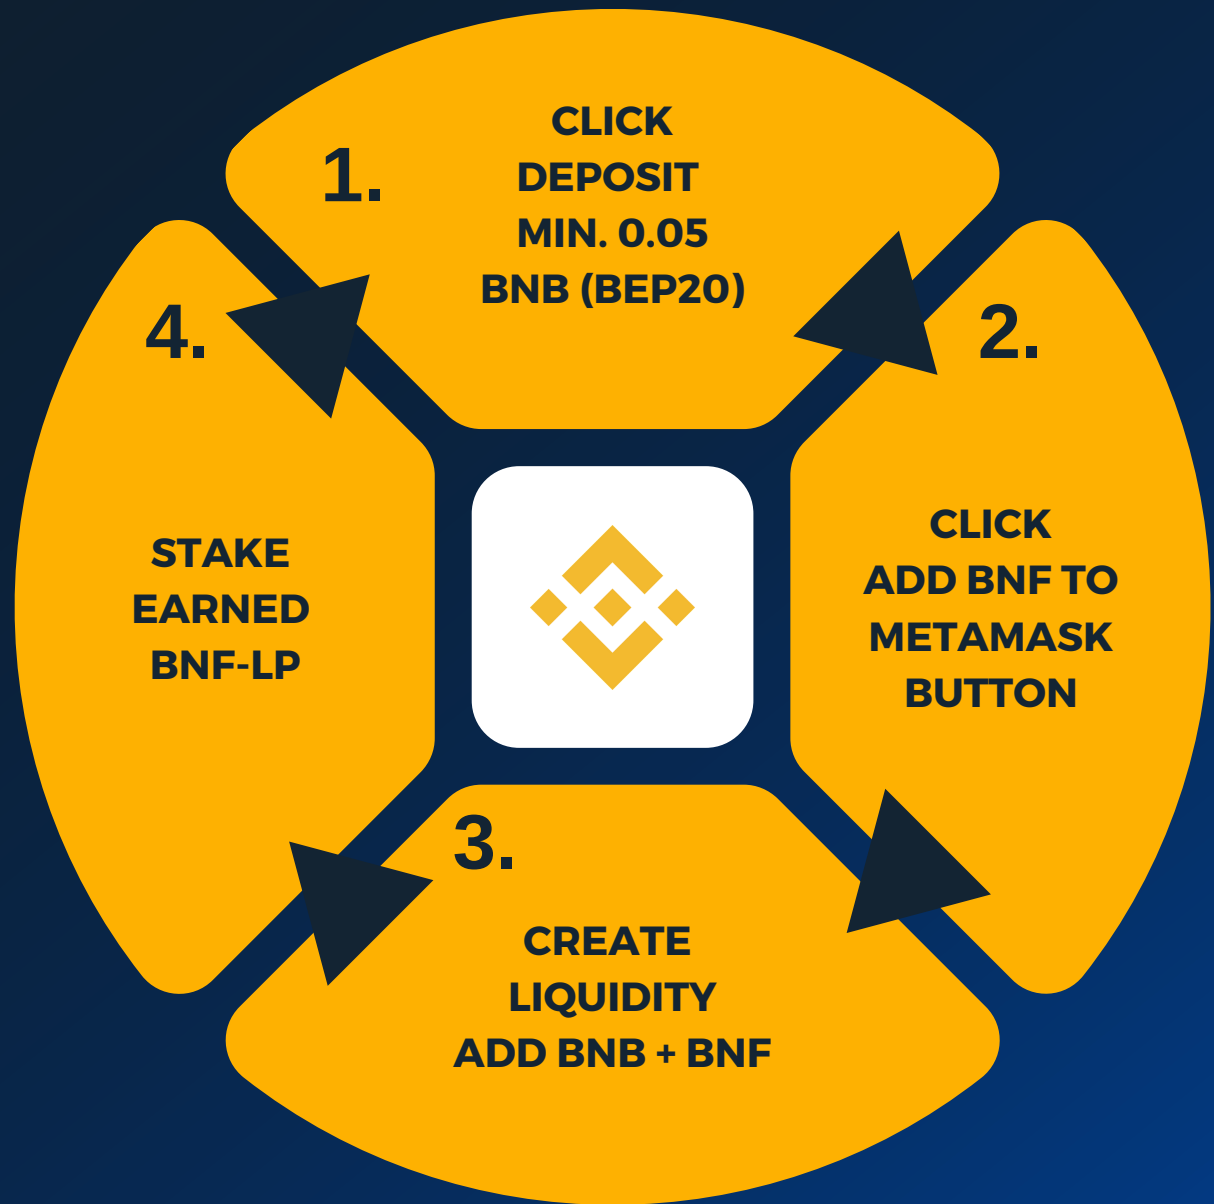 1.
CLICK
DEPOSIT
MIN. 0.05
BNB (BEP20)
2.
CLICK
ADD BNF TO
METAMASK
BUTTON
3.
CREATE
LIQUIDITY
ADD BNB + BNF
4.
STAKE
EARNED
BNF-LP